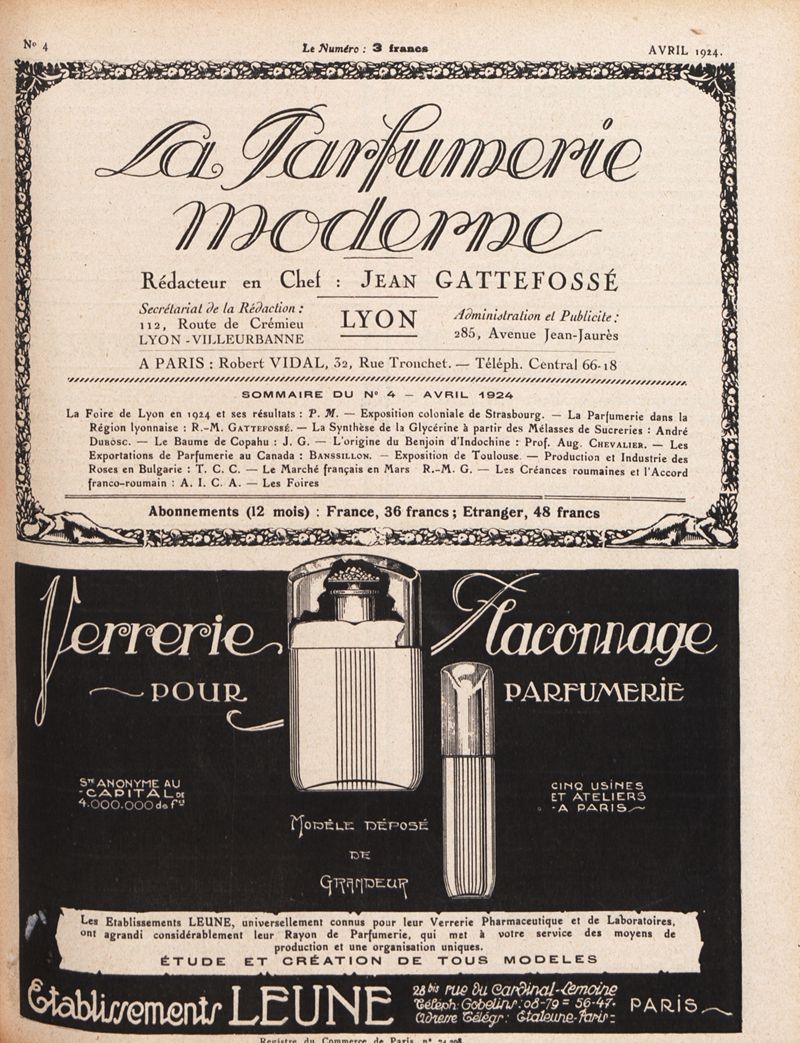 No 4
Le Numéro : 3 francs
AVRIL 1924.
La Parfumerie
moderne
Rédacteur en Chef : JEAN GATTEFOSSÉ
Secrétariat de la Rédaction :
112, Route de Crémieu
LYON-VILLEURBANNE
LYON
Administration et Publicité :
285, Avenue Jean-Jaurès
A PARIS : Robert VIDAL, 32, Rue Tronchet. — Téléph. Central 66-18
SOMMAIRE DU No 4 — AVRIL 1924
La Foire de Lyon en 1924 et ses résultats : P. M. — Exposition coloniale de Strasbourg. — La Parfumerie dans la
Région lyonnaise : R.-M. GATTEFOSSÉ. — La Synthèse de la Glycérine à partir des Mélasses de Sucreries : André
DUBOSC. — Le Baume de Copahu : J. G. — L'origine du Benjoin d'Indochine : Prof. Aug. CHEVALIER. — Les
Exportations de Parfumerie au Canada : BANSSILLON. — Exposition de Toulouse. — Production et Industrie des
Roses en Bulgarie : T. C. C. — Le Marché français en Mars R.-M. G. — Les Créances roumaines et l'Accord
franco-roumain : A. I. C. A. — Les Foires
Abonnements (12 mois) : France, 36 francs ; Etranger, 48 francs
Verrerie Flaconnage
POUR PARFUMERIE
Sté ANONYME AU
CAPITAL DE
4.000.000 de frs
CINQ USINES
ET ATELIERS
A PARIS
MODÈLE DÉPOSÉ
DE
GRANDEUR
Les Etablissements LEUNE, universellement connus pour leur Verrerie Pharmaceutique et de Laboratoires,
ont agrandi considérablement leur Rayon de Parfumerie, qui met à votre service des moyens de
production et une organisation uniques.
ÉTUDE ET CRÉATION DE TOUS MODELES
Etablissements LEUNE
28bis rue du Cardinal-Lemoine
Téléph: Gobelins: 08-79 = 56-47.
Adresse Télégr: Etaleune-Paris:
PARIS
Registre du Commerce de Paris, n°